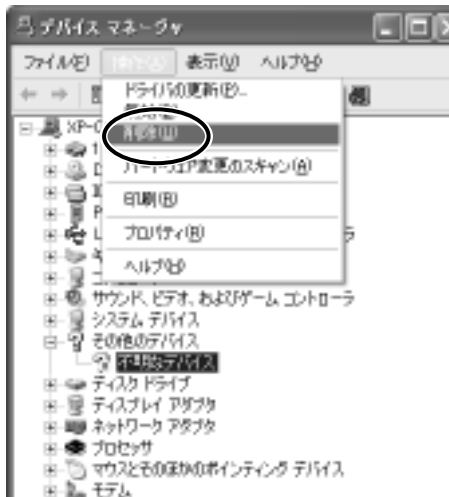 デバイス マネージャ
ファイル(F) 操作(A) 表示(V) ヘルプ(H)
ドライバの更新(P)...
削除(U)
ハードウェア変更のスキャン(A)
印刷(R)
プロパティ(R)
ヘルプ(H)
サウンド、ビデオ、およびゲーム コントローラ
システム デバイス
その他のデバイス
不明なデバイス
ディスク ドライブ
ディスプレイ アダプタ
ネットワーク アダプタ
プロセッサ
マウスとそのほかのポインティング デバイス
モデム